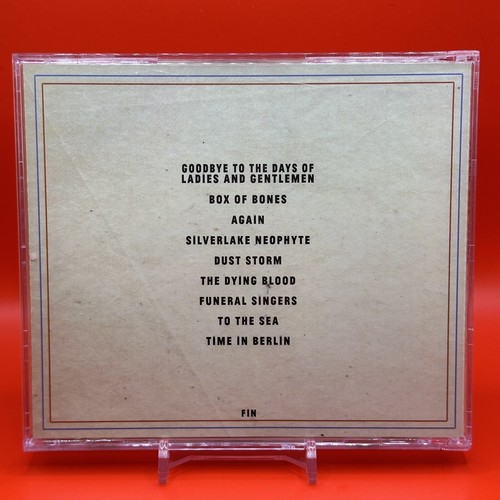 GOODBYE TO THE DAYS OF
LADIES AND GENTLEMEN
BOX OF BONES
AGAIN
SILVERLAKE NEOPHYTE
DUST STORM
THE DYING BLOOD
FUNERAL SINGERS
TO THE SEA
TIME IN BERLIN
FIN